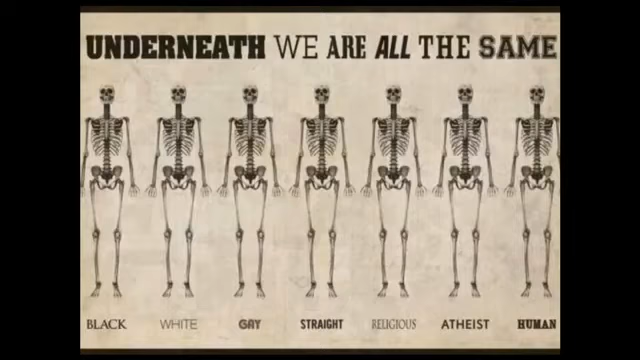 UNDERNEATH WE ARE ALL THE SAME
BLACK WHITE GAY STRAIGHT RELIGIOUS ATHEIST HUMAN